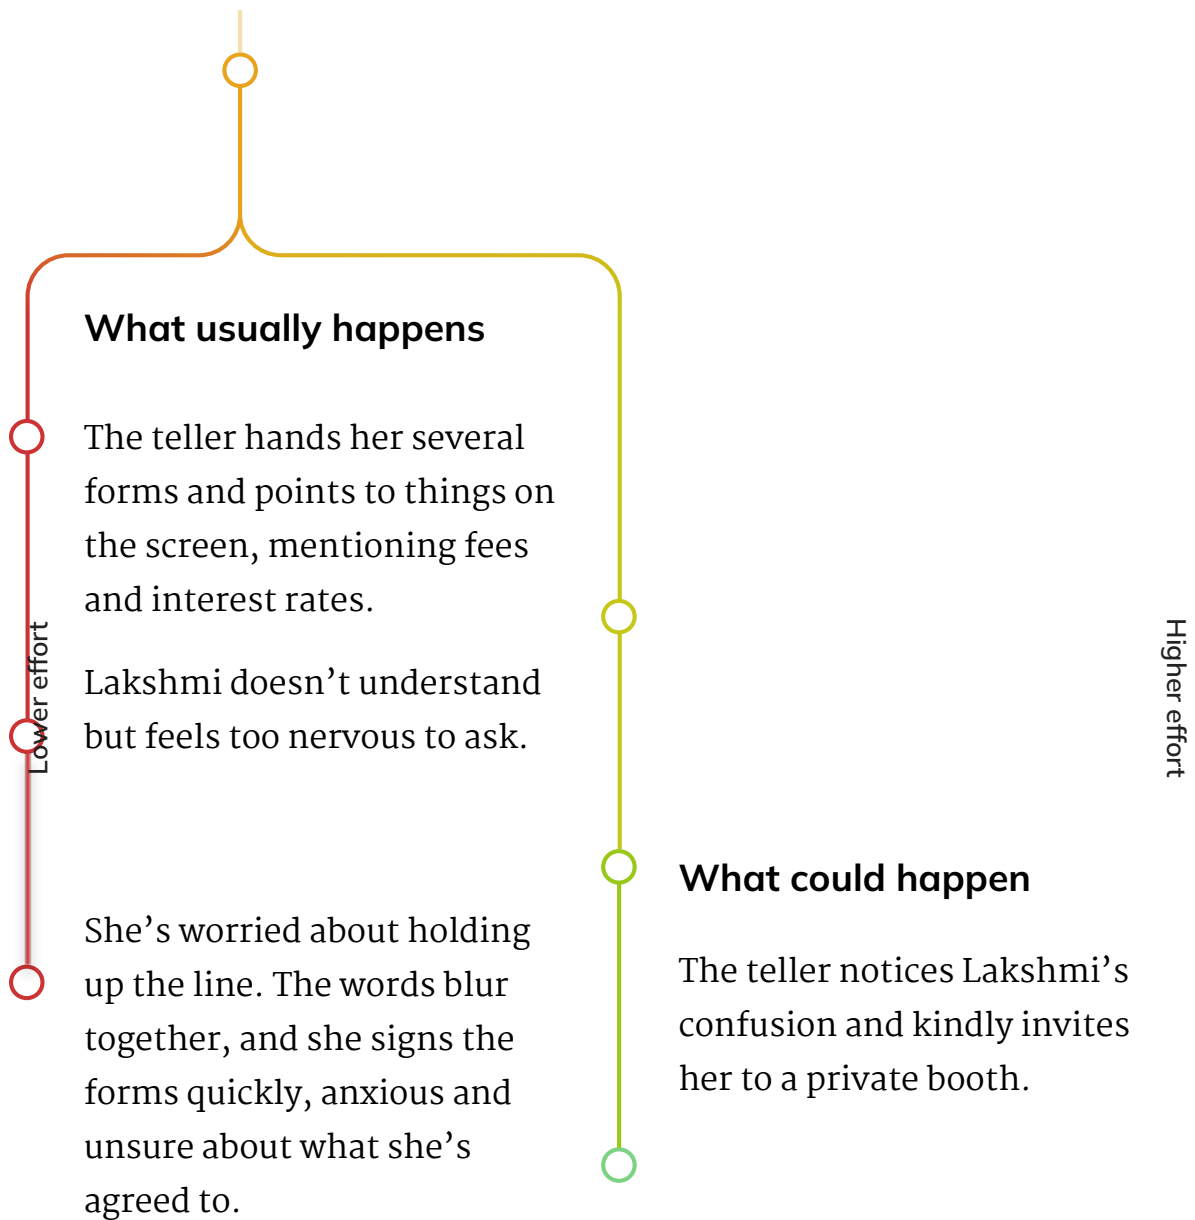 What usually happens
The teller hands her several
forms and points to things on
the screen, mentioning fees
and interest rates.
Lakshmi doesn’t understand
but feels too nervous to ask.
She’s worried about holding
up the line. The words blur
together, and she signs the
forms quickly, anxious and
unsure about what she’s
agreed to.
Lower effort
What could happen
The teller notices Lakshmi’s
confusion and kindly invites
her to a private booth.
Higher effort